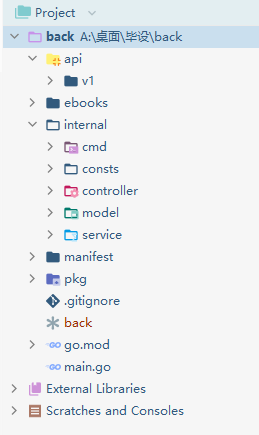 Project
back A:\桌面\毕设\back
api
v1
ebooks
internal
cmd
consts
controller
model
service
manifest
pkg
.gitignore
back
go.mod
main.go
External Libraries
Scratches and Consoles